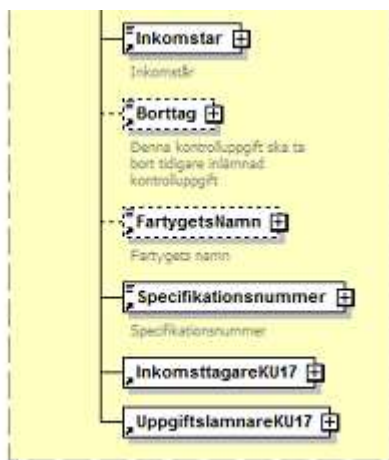 Inkomstar
Inkomstår
Borttag
Denna kontrolluppgift ska ta
bort tidigare inlämnad
kontrolluppgift
FartygetsNamn
Fartygets namn
Specifikationsnummer
Specifikationsnummer
InkomsttagareKU17
UppgiftslamnareKU17